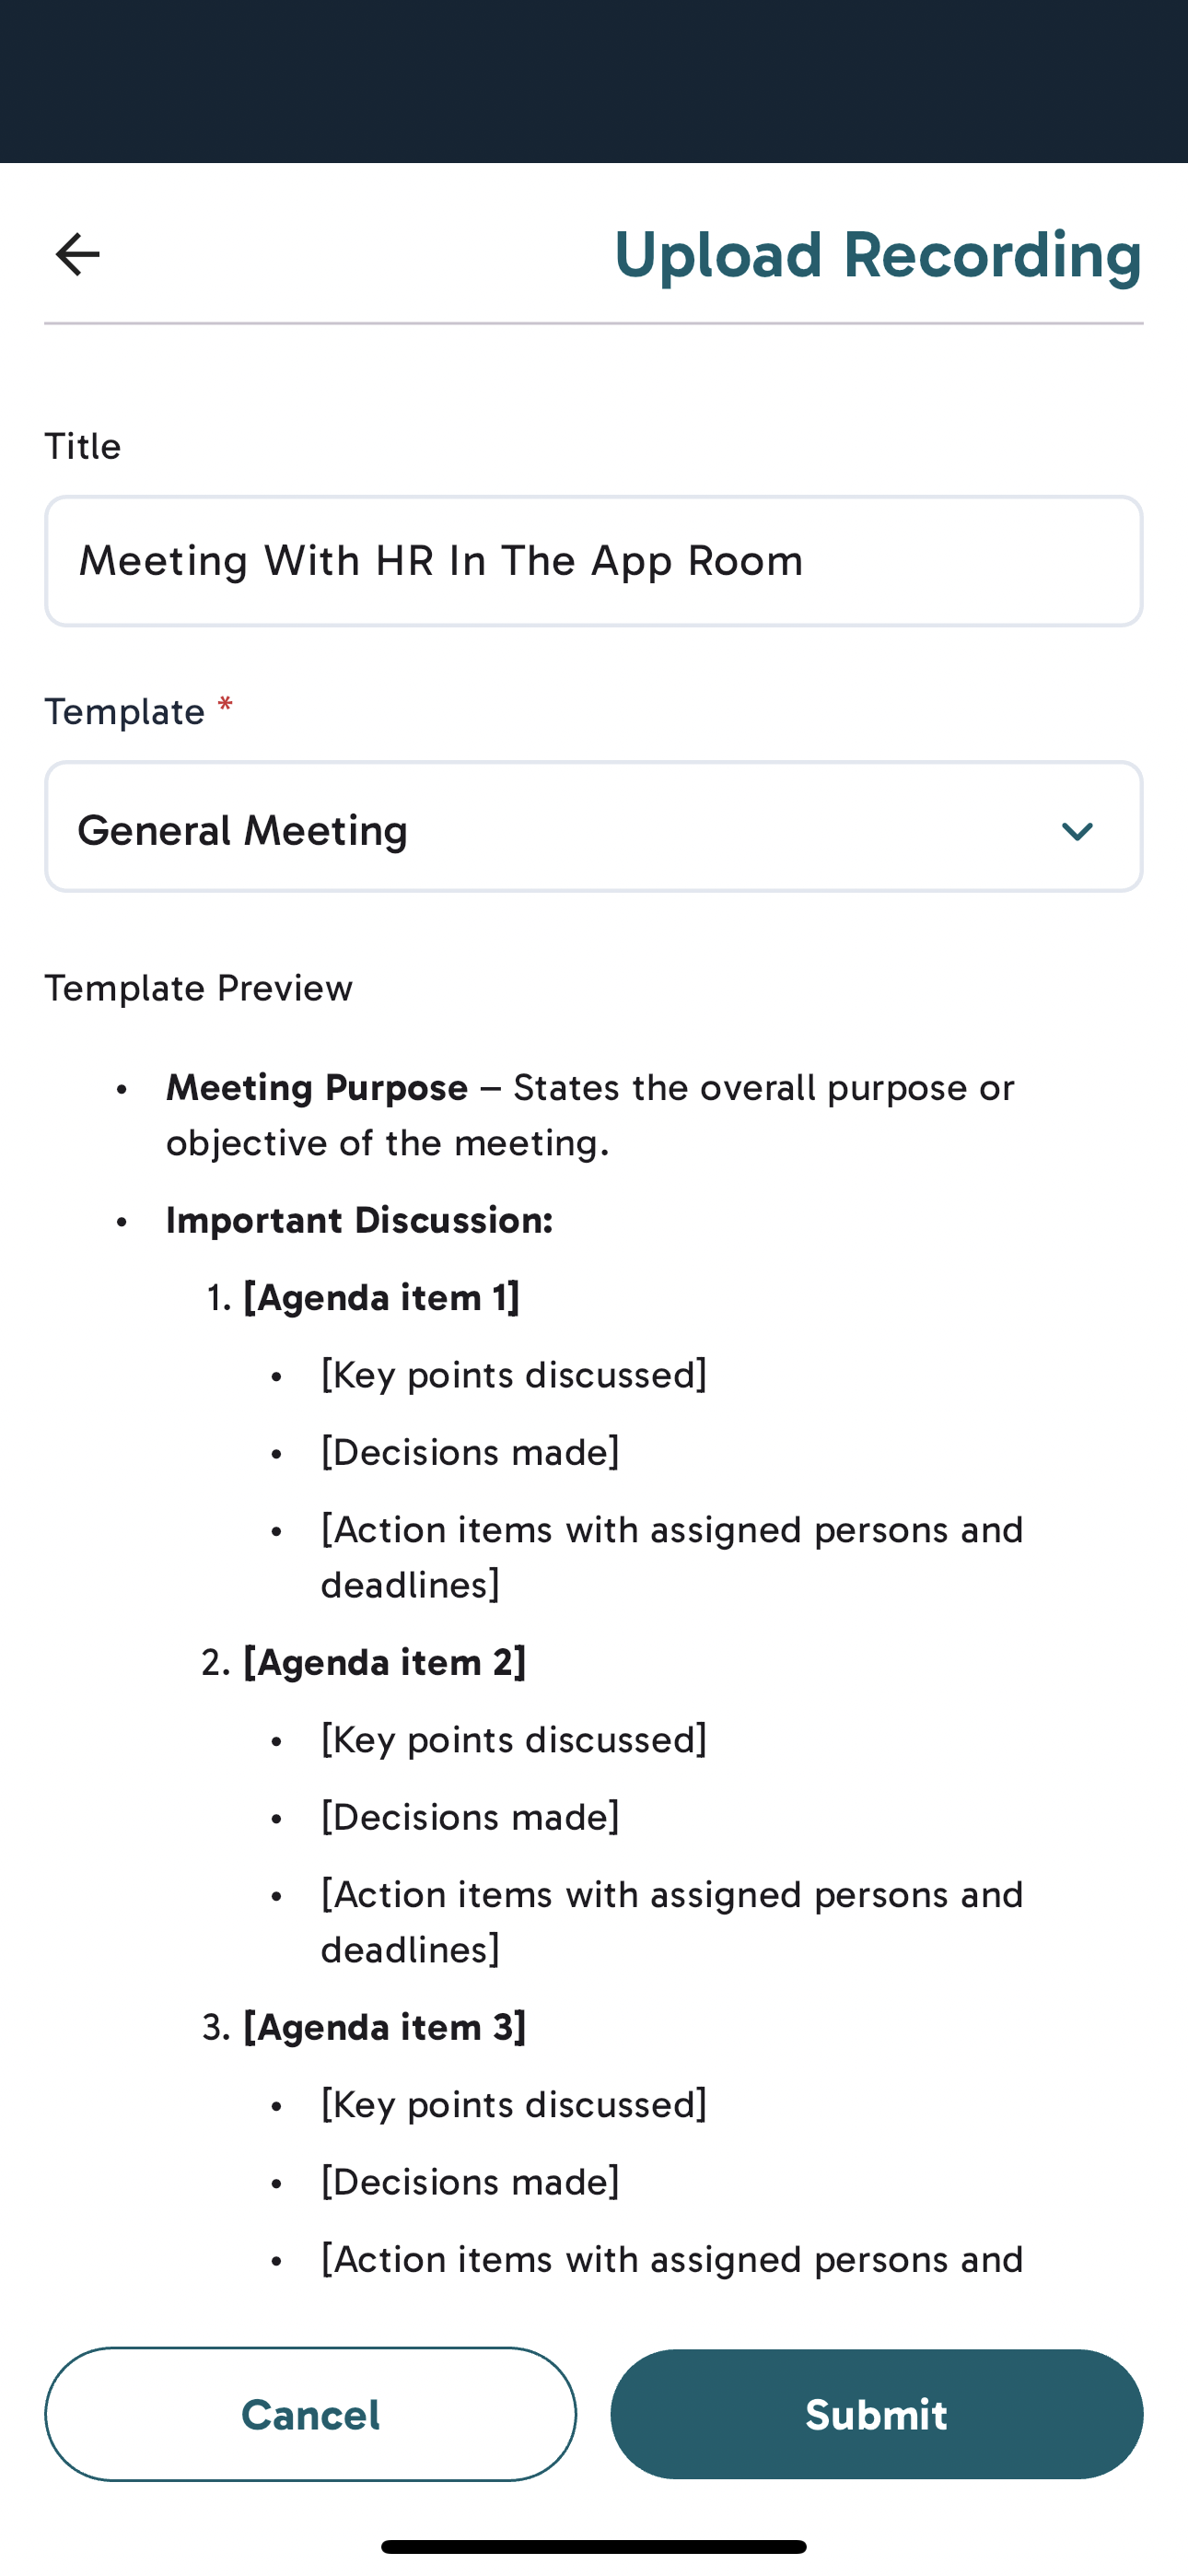 Upload Recording
Title
Meeting With HR In The App Room
Template *
General Meeting
Template Preview
• Meeting Purpose – States the overall purpose or
objective of the meeting.
• Important Discussion:
1. [Agenda item 1]
• [Key points discussed]
• [Decisions made]
• [Action items with assigned persons and
deadlines]
2. [Agenda item 2]
• [Key points discussed]
• [Decisions made]
• [Action items with assigned persons and
deadlines]
3. [Agenda item 3]
• [Key points discussed]
• [Decisions made]
• [Action items with assigned persons and
Cancel
Submit